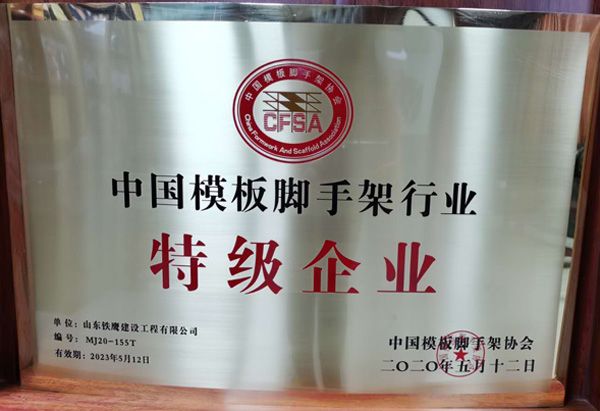 中国模板脚手架协会
CFSA
China Formwork And Scaffold Association
中国模板脚手架行业
特级企业
单 位：山东铁鹰建设工程有限公司
编 号：MJ20-155T
有效期：2023年5月12日
中国模板脚手架协会
二〇二〇年五月十二日